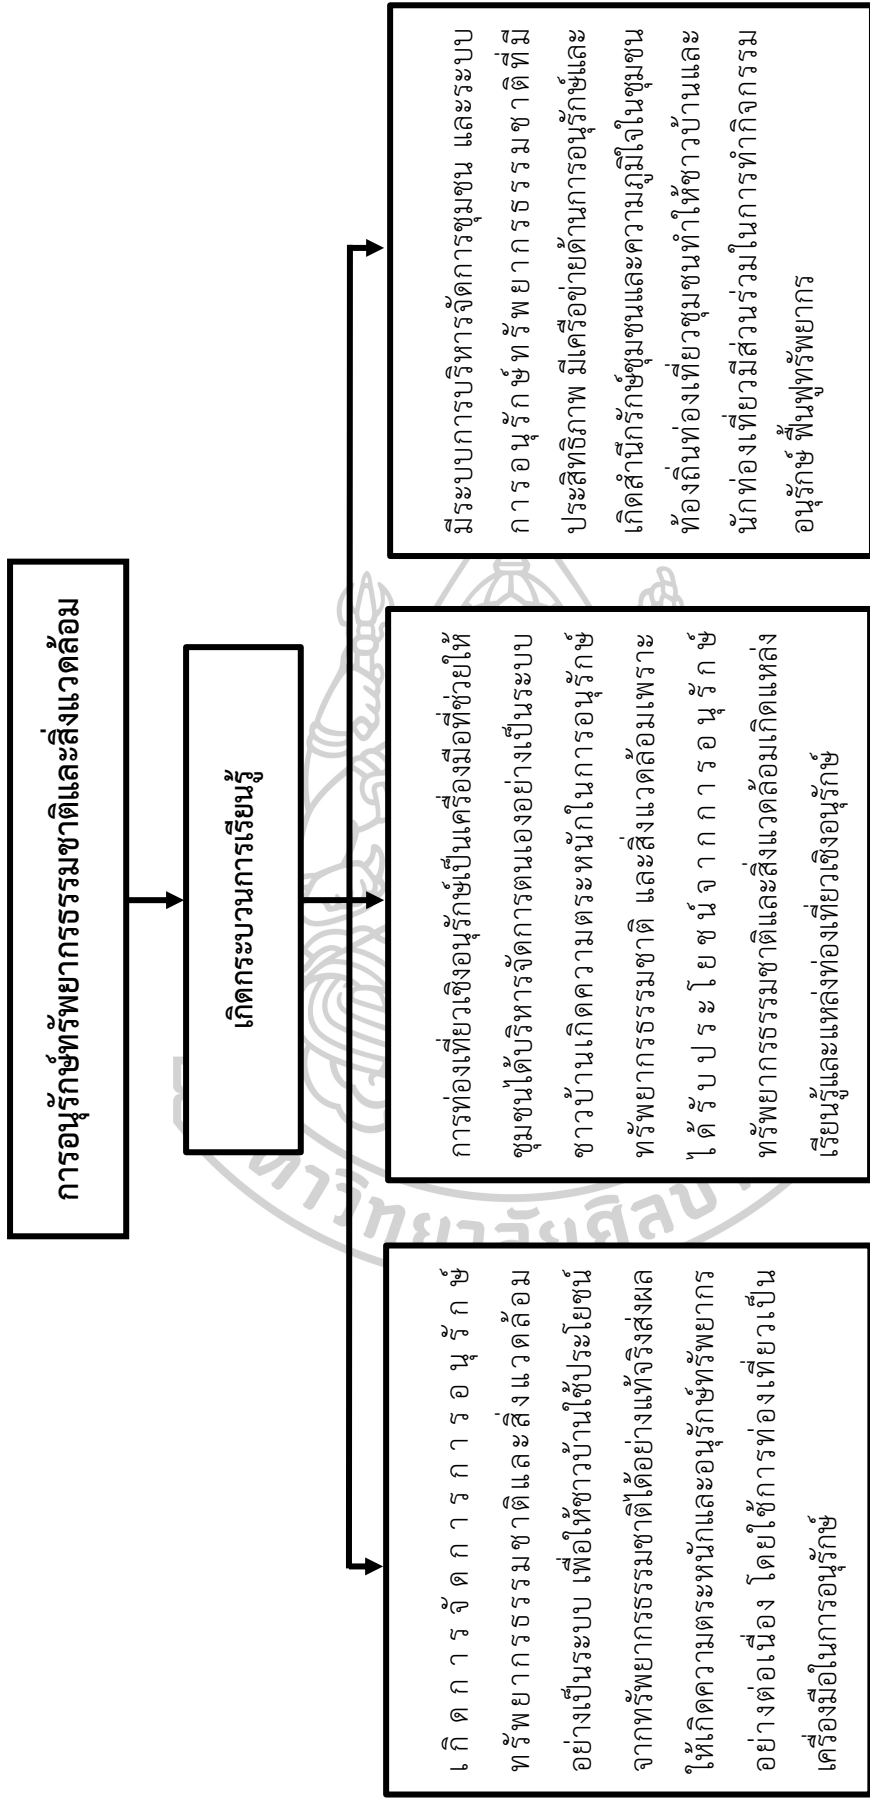 การอนุรักษ์ทรัพยากรธรรมชาติและสิ่งแวดล้อม
เกิดกระบวนการเรียนรู้
เกิดการจัดการการอนุรักษ์
ทรัพยากรธรรมชาติและสิ่งแวดล้อม
อย่างเป็นระบบ เพื่อให้ชาวบ้านใช้ประโยชน์
จากทรัพยากรธรรมชาติได้อย่างแท้จริงส่งผล
ให้เกิดความตระหนักและอนุรักษ์ทรัพยากร
อย่างต่อเนื่อง โดยใช้การท่องเที่ยวเป็น
เครื่องมือในการอนุรักษ์
การท่องเที่ยวเชิงอนุรักษ์เป็นเครื่องมือที่ช่วยให้
ชุมชนได้บริหารจัดการตนเองอย่างเป็นระบบ
ชาวบ้านเกิดความตระหนักในการอนุรักษ์
ทรัพยากรธรรมชาติ และสิ่งแวดล้อมเพราะ
ได้รับประโยชน์จากการอนุรักษ์
ทรัพยากรธรรมชาติและสิ่งแวดล้อมเกิดแหล่ง
เรียนรู้และแหล่งท่องเที่ยวเชิงอนุรักษ์
มีระบบการบริหารจัดการชุมชน และระบบ
การอนุรักษ์ทรัพยากรธรรมชาติที่มี
ประสิทธิภาพ มีเครือข่ายด้านการอนุรักษ์และ
เกิดสำนึกรักษ์ชุมชนและความภูมิใจในชุมชน
ท้องถิ่นท่องเที่ยวชุมชนทำให้ชาวบ้านและ
นักท่องเที่ยวมีส่วนร่วมในการทำกิจกรรม
อนุรักษ์ ฟื้นฟูทรัพยากร